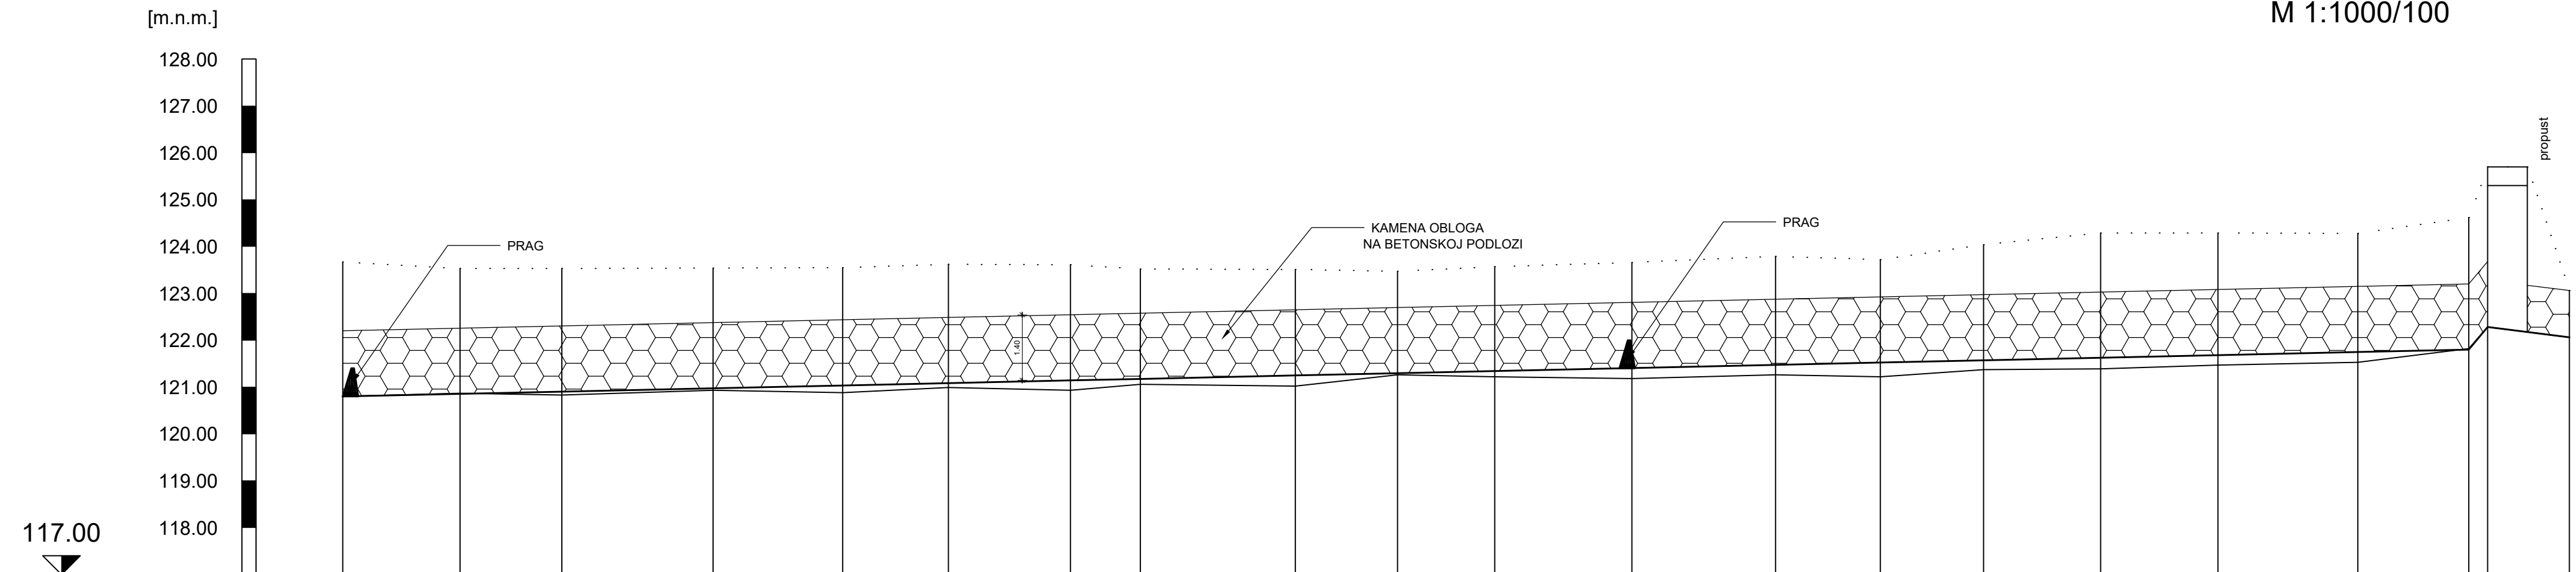 [m.n.m.]
M 1:1000/100
128.00
127.00
126.00
125.00
124.00
123.00
122.00
121.00
120.00
119.00
118.00
117.00
PRAG
1.40
KAMENA OBLOGA
NA BETONSKOJ PODLOZI
PRAG
propust